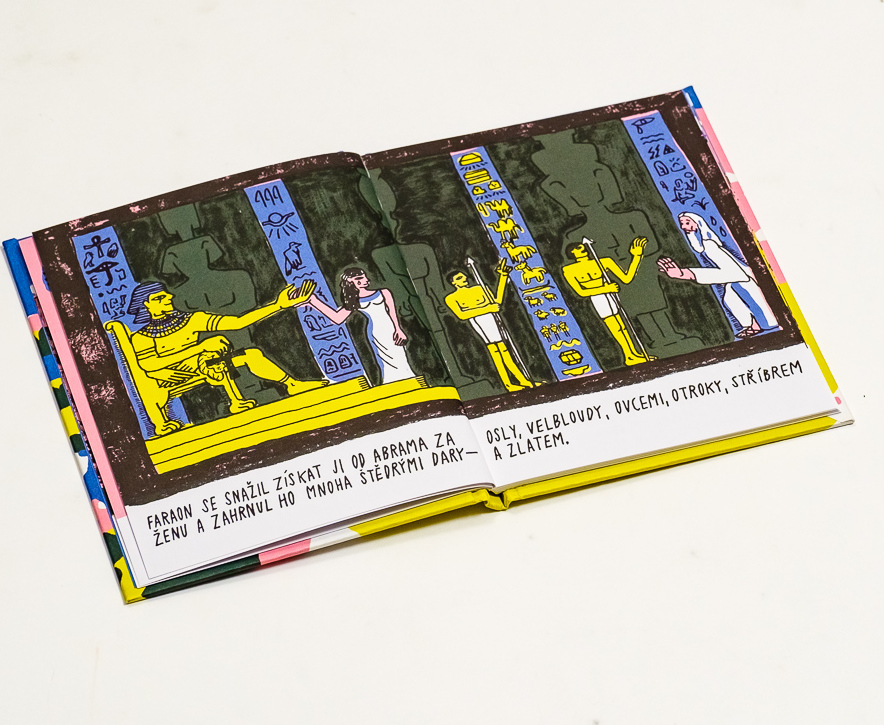 FARAON SE SNAŽIL ZÍSKAT JI OD ABRAMA ZA
ŽENU A ZAHRNUL HO MNOHA ŠTĚDRÝMI DARY—
OSLY, VELBLOUDY, OVCEMI, OTROKY, STŘÍBREM
A ZLATEM.